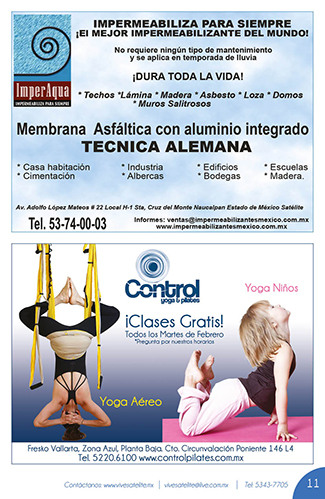 IMPERMEABILIZA PARA SIEMPRE
¡El MEJOR IMPERMEABILIZANTE DEL MUNDO!
No requiere ningún tipo de mantenimiento
y se aplica en temporada de lluvia
ImperAqua
IMPERMEABILIZA PARA SIEMPRE
¡DURA TODA LA VIDA!
* Techos *Lámina * Madera * Asbesto * Loza * Domos
* Muros Salitrosos
Membrana Asfáltica con aluminio integrado
TECNICA ALEMANA
* Casa habitación * Industria * Edificios * Escuelas
* Cimentación * Albercas * Bodegas * Madera.
Av. Adolfo López Mateos # 22 Local H-1 Sta, Cruz del Monte Naucalpan Estado de México Satélite
Tel. 53-74-00-03
Informes: ventas@impermeabilizantesmexico.com.mx
www.impermeabilizantesmexico.com.mx
Control
yoga & pilates
¡Clases Gratis!
Todos los Martes de Febrero
*Pregunta por nuestros horarios
Yoga Niños
Yoga Aéreo
Fresko Vallarta, Zona Azul, Planta Baja. Cto. Circunvalación Poniente 146 L4
Tel. 5220.6100 www.controlpilates.com.mx
Contáctanos www.vivesatelite.mx | vivesatelite@live.com.mx | Tel 5343-7705
11